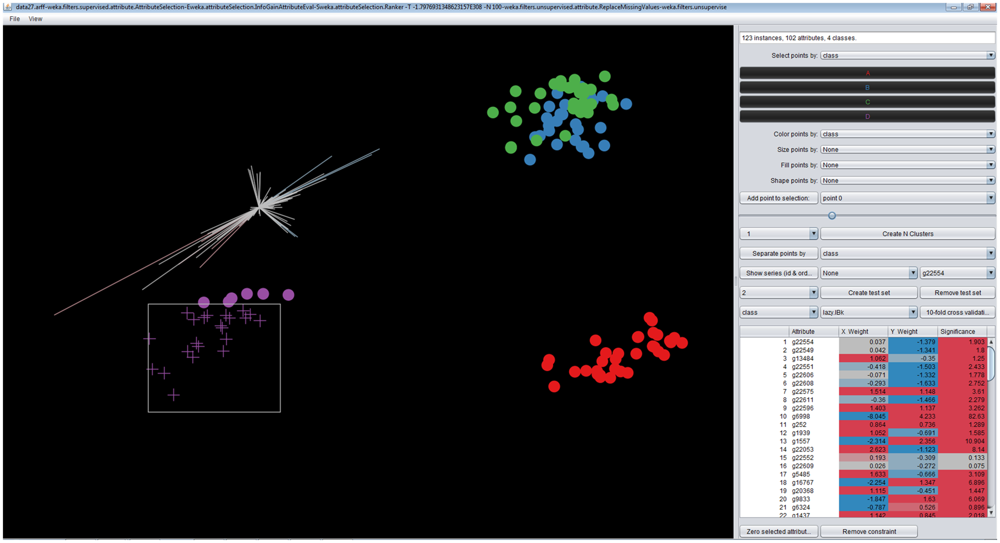 data27.arff-weka.filters.supervised.attribute.AttributeSelection-Eweka.attributeSelection.InfoGainAttributeEval-Sweka.attributeSelection.Ranker -T -1.7976931348623157E308 -N 100-weka.filters.unsupervised.attribute.ReplaceMissingValues-weka.filters.unsupervise
File View
123 instances, 102 attributes, 4 classes.
Select points by: class
A
B
C
D
Color points by: class
Size points by: None
Fill points by: None
Shape points by: None
Add point to selection: point 0
1 Create N Clusters
Separate points by class
Show series (id & ord... None g22554
2 Create test set Remove test set
class lazy.IBk 10-fold cross validati...
Attribute X Weight Y Weight Significance
1 g22554 0.037 -1.379 1.903
2 g22549 0.042 -1.341 1.8
3 g13484 1.062 -0.35 1.25
4 g22551 -0.418 -1.503 2.433
5 g22606 -0.071 -1.332 1.778
6 g22608 -0.293 -1.633 2.752
7 g22575 1.514 1.148 3.61
8 g22611 -0.36 -1.466 2.279
9 g22596 1.403 1.137 3.262
10 g6998 -8.045 4.233 82.63
11 g252 0.864 0.736 1.289
12 g1939 1.052 -0.691 1.585
13 g1557 -2.314 2.356 10.904
14 g22053 2.623 -1.123 8.14
15 g22552 0.193 -0.309 0.133
16 g22609 0.026 -0.272 0.075
17 g5485 1.633 -0.666 3.109
18 g16767 -2.254 1.347 6.896
19 g20368 1.115 -0.451 1.447
20 g9833 -1.847 1.63 6.069
21 g6324 -0.787 0.526 0.896
22 g1437 1.142 0.845 2.018
Zero selected attribut... Remove constraint